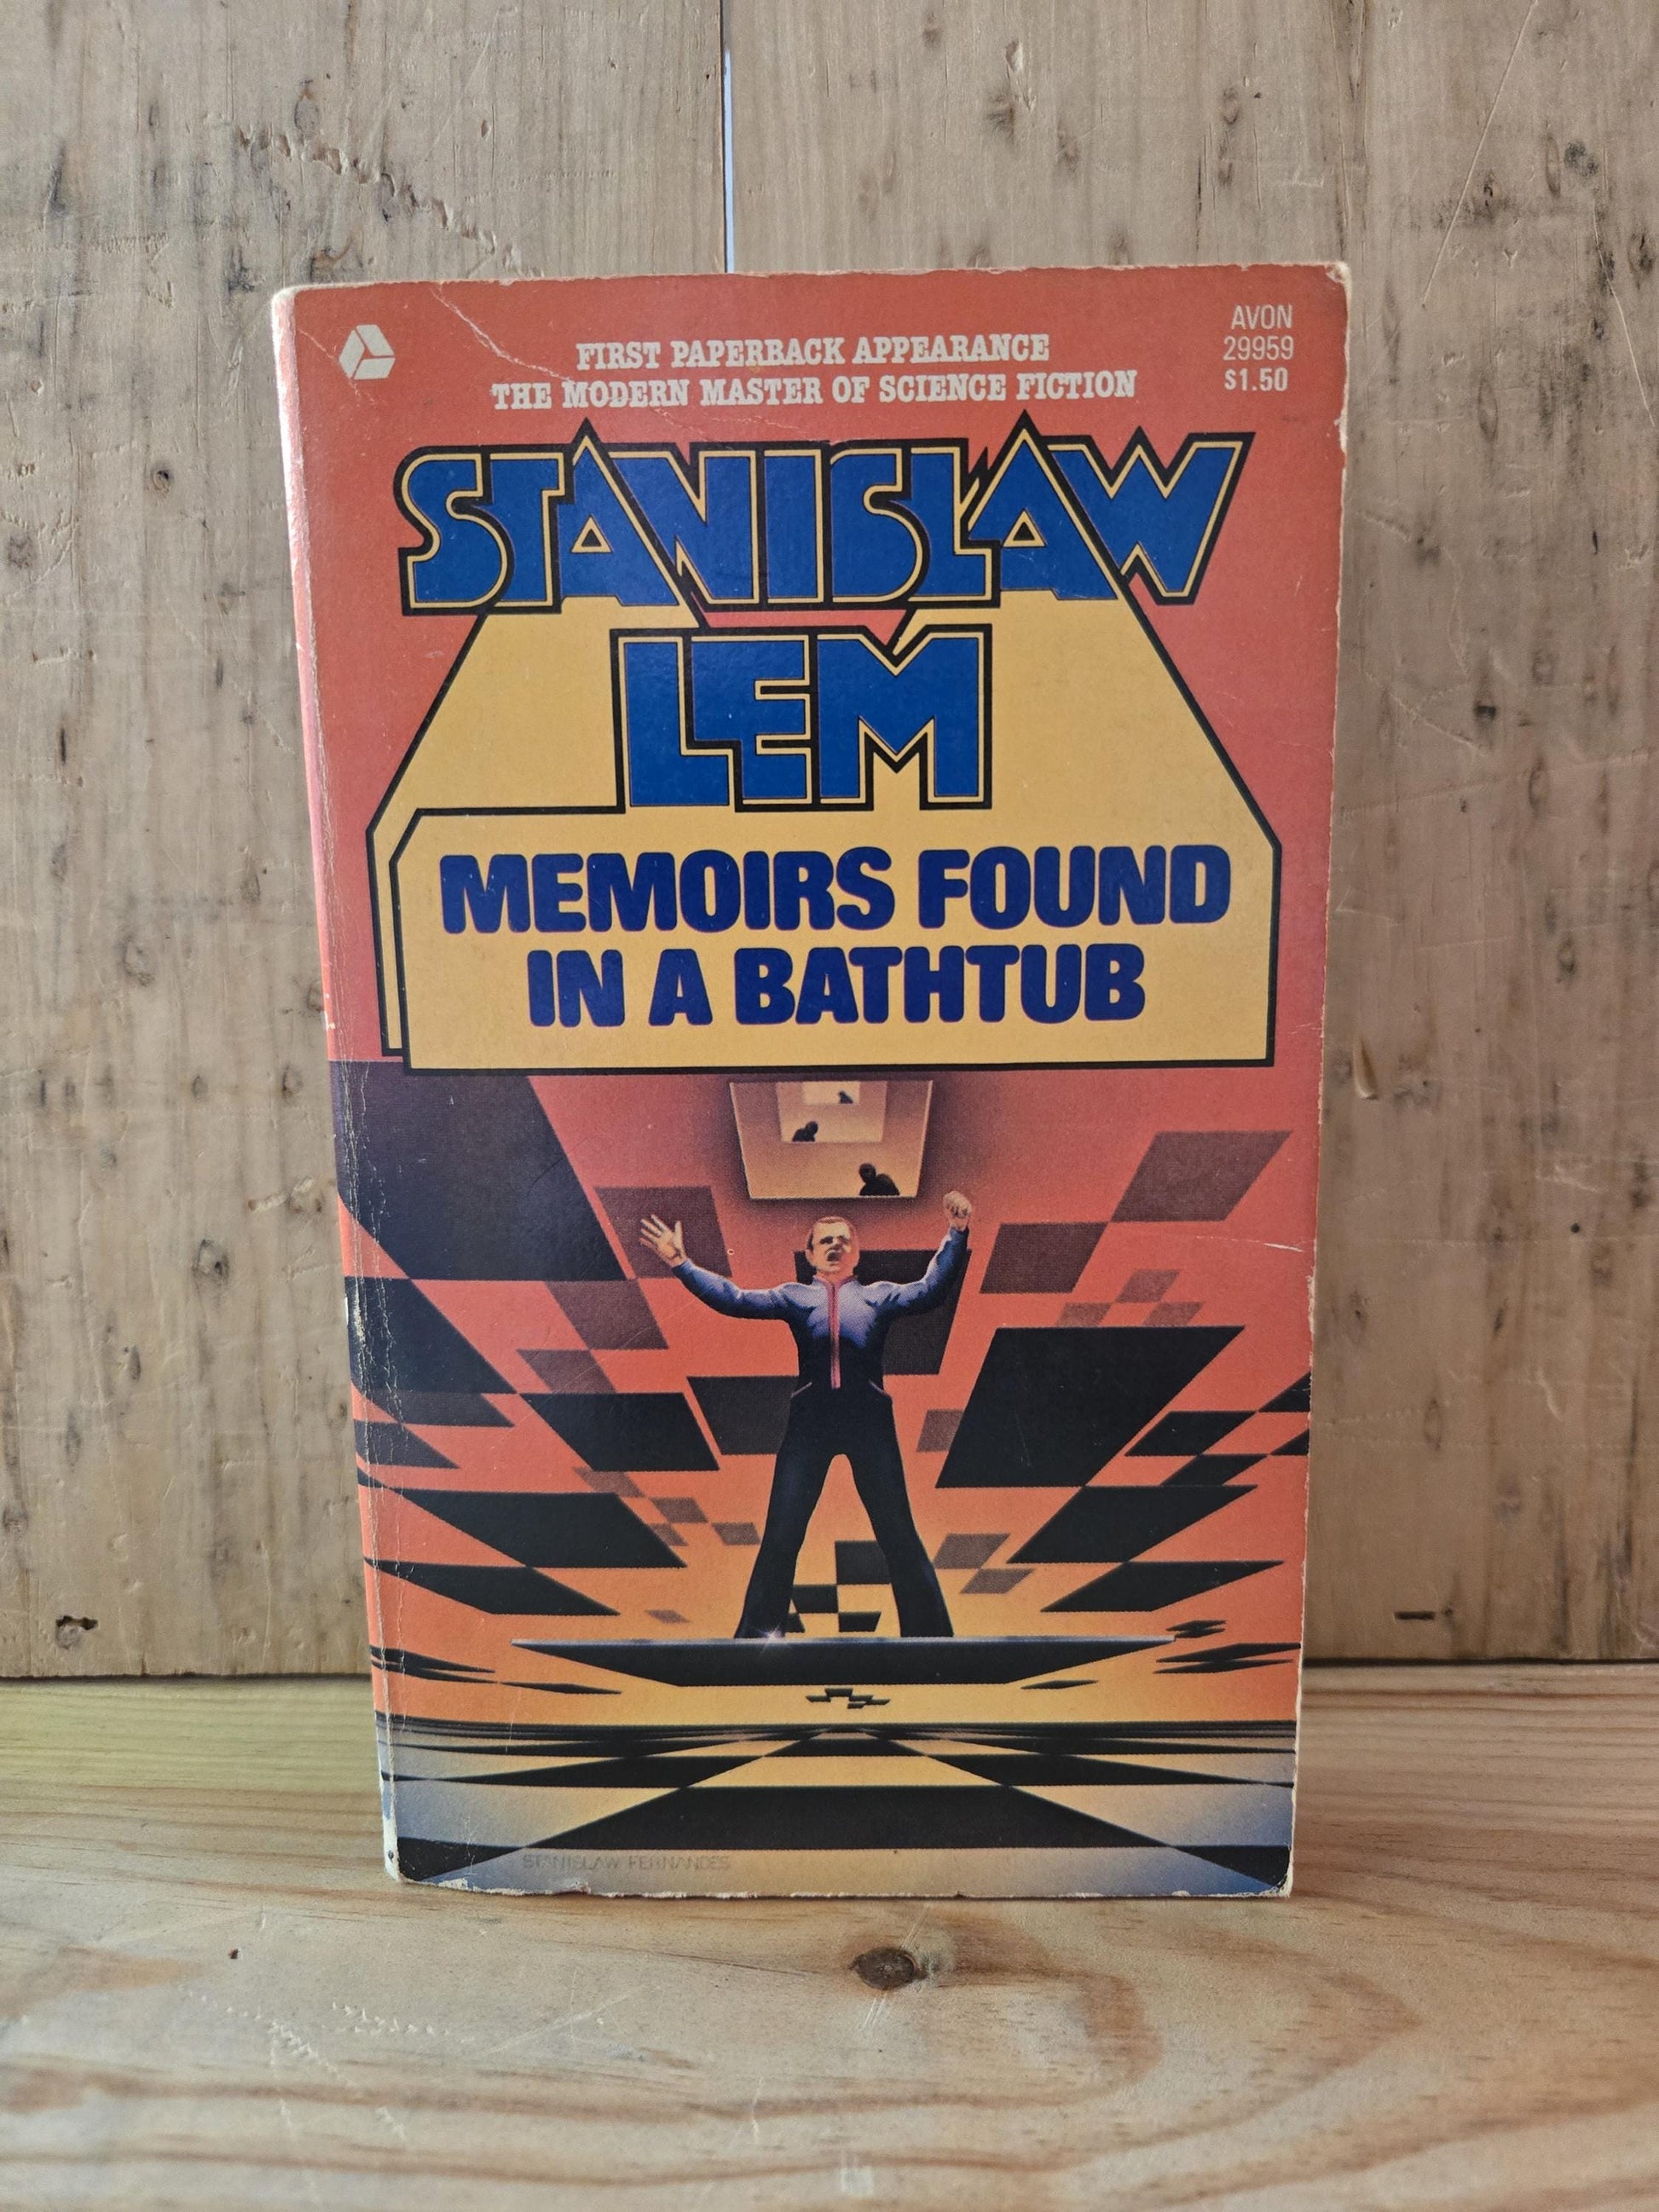 FIRST PAPERBACK APPEARANCE
THE MODERN MASTER OF SCIENCE FICTION
AVON
29959
$1.50
STANISŁAW
LEM
MEMOIRS FOUND
IN A BATHTUB
STANISLAW FERNANDES